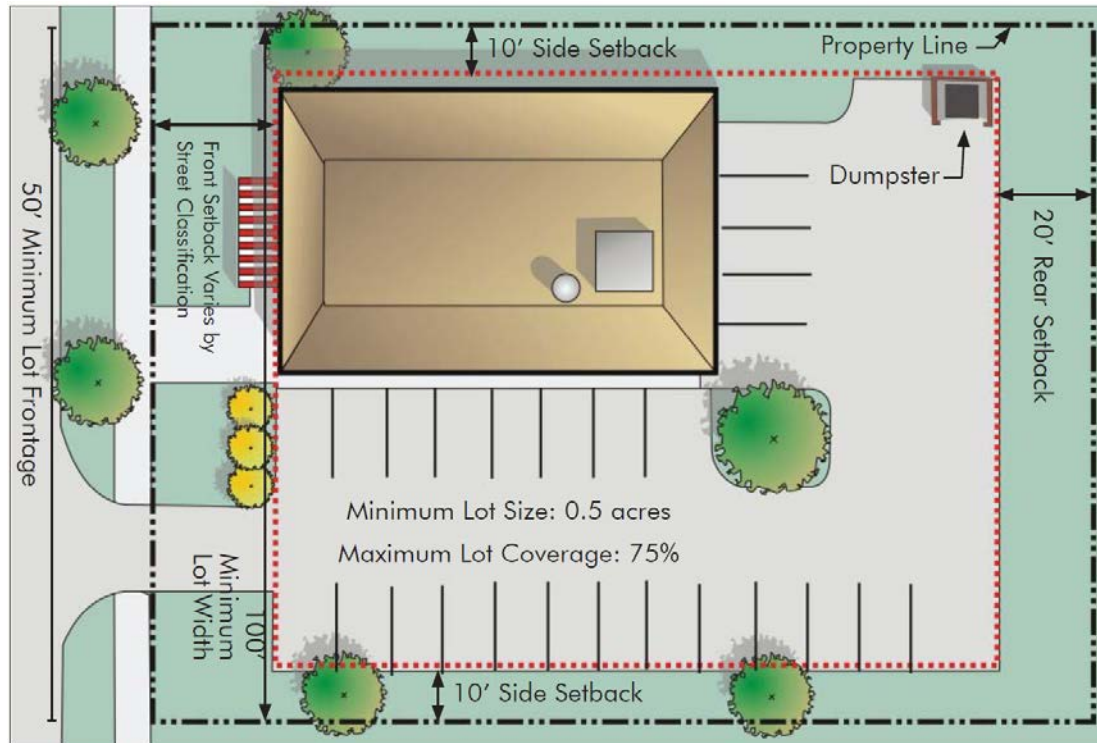 10’ Side Setback
Property Line
Dumpster
Front Setback Varies by
Street Classification
50’ Minimum Lot Frontage
20’ Rear Setback
Minimum Lot Size: 0.5 acres
Maximum Lot Coverage: 75%
100’
Minimum
Lot Width
10’ Side Setback